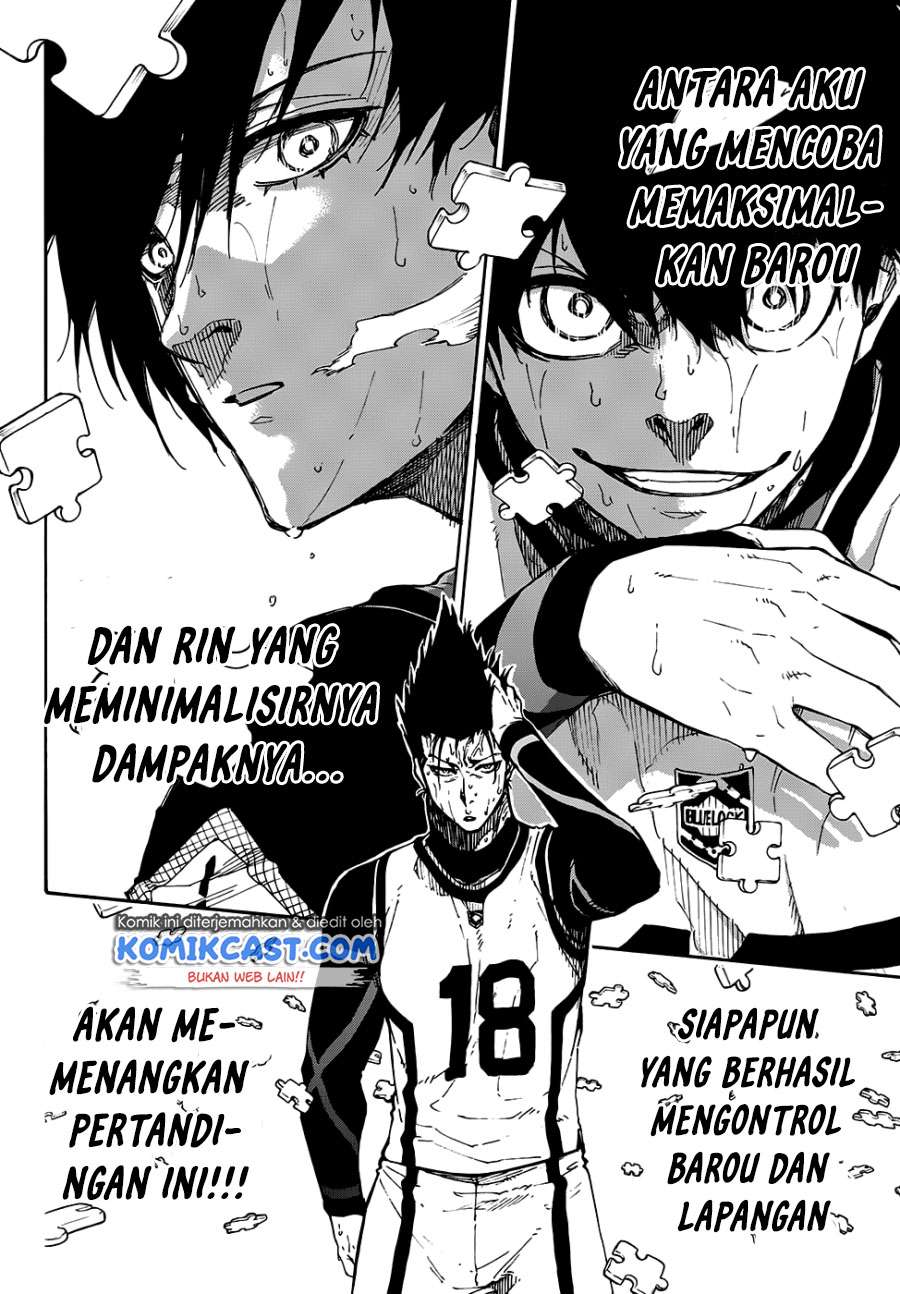 ANTARA AKU
YANG MENCOBA
MEMAKSIMAL-
KAN BAROU
DAN RIN YANG
MEMINIMALISIRNYA
DAMPAKNYA...
BLUELOCK
18
Komik ini diterjemahkan & diedit oleh
KOMIKCAST.COM
BUKAN WEB LAIN!!
SIAPAPUN
YANG BERHASIL
MENGONTROL
BAROU DAN
LAPANGAN
AKAN ME-
MENANGKAN
PERTANDI-
NGAN INI!!!